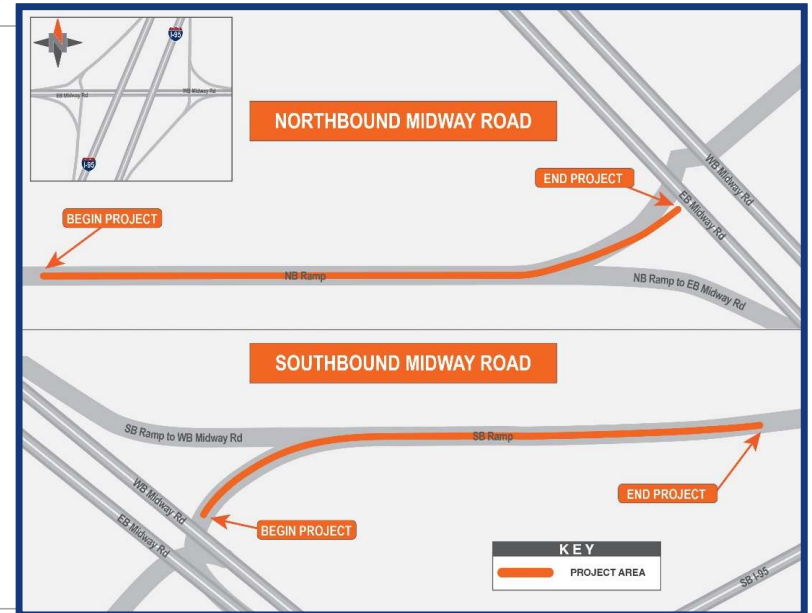 N
I-95
EB Midway Rd
WB Midway Rd
I-95
NORTHBOUND MIDWAY ROAD
END PROJECT
WB Midway Rd
EB Midway Rd
BEGIN PROJECT
NB Ramp
NB Ramp to EB Midway Rd
SOUTHBOUND MIDWAY ROAD
SB Ramp to WB Midway Rd
SB Ramp
WB Midway Rd
EB Midway Rd
END PROJECT
BEGIN PROJECT
KEY
PROJECT AREA
SB I-95